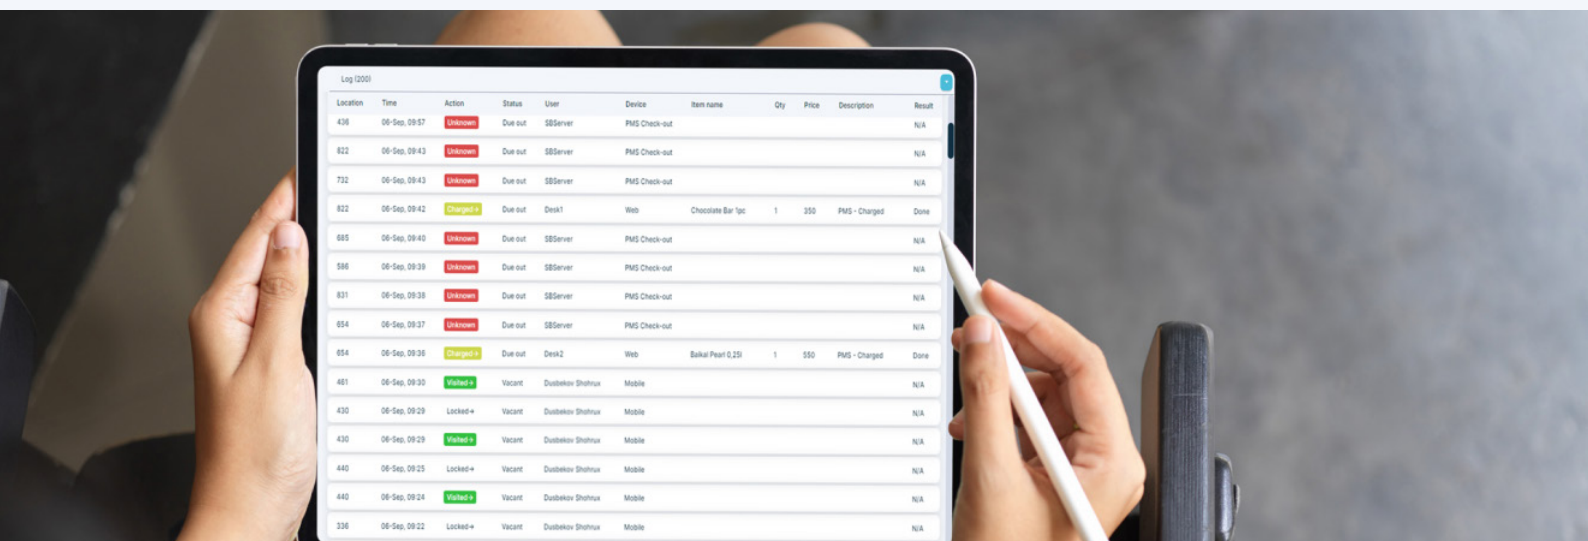 Log (200)
Location Time Action Status User Device Item name Qty Price Description Result
436 06-Sep, 09:57 Unknown Due out SBServer PMS Check-out N/A
822 06-Sep, 09:43 Unknown Due out SBServer PMS Check-out N/A
732 06-Sep, 09:43 Unknown Due out SBServer PMS Check-out N/A
822 06-Sep, 09:42 Charged→ Due out Desk1 Web Chocolate Bar 1pc 1 350 PMS - Charged Done
685 06-Sep, 09:40 Unknown Due out SBServer PMS Check-out N/A
586 06-Sep, 09:39 Unknown Due out SBServer PMS Check-out N/A
831 06-Sep, 09:38 Unknown Due out SBServer PMS Check-out N/A
654 06-Sep, 09:37 Unknown Due out SBServer PMS Check-out N/A
654 06-Sep, 09:36 Charged→ Due out Desk2 Web Baikal Pearl 0,25l 1 550 PMS - Charged Done
461 06-Sep, 09:30 Visited→ Vacant Dusbekov Shohrux Mobile N/A
430 06-Sep, 09:29 Locked→ Vacant Dusbekov Shohrux Mobile N/A
430 06-Sep, 09:29 Visited→ Vacant Dusbekov Shohrux Mobile N/A
440 06-Sep, 09:25 Locked→ Vacant Dusbekov Shohrux Mobile N/A
440 06-Sep, 09:24 Visited→ Vacant Dusbekov Shohrux Mobile N/A
336 06-Sep, 09:22 Locked→ Vacant Dusbekov Shohrux Mobile N/A